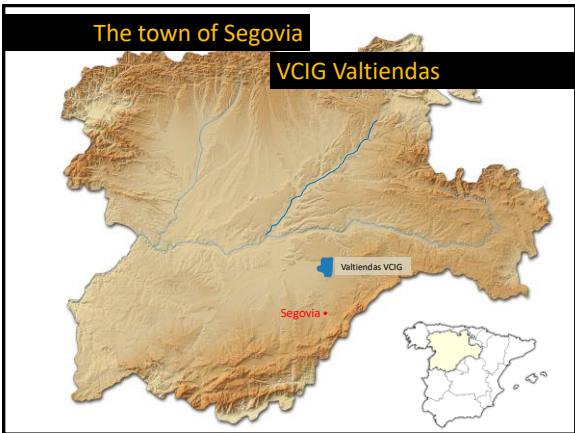 The town of Segovia
VCIG Valtiendas
Valtiendas VCIG
Segovia